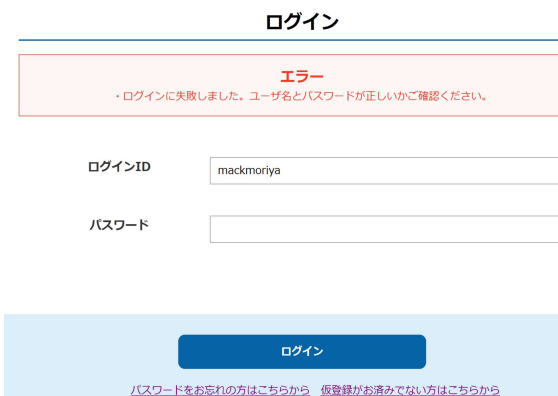 ログイン
エラー
・ログインに失敗しました。ユーザ名とパスワードが正しいかご確認ください。
ログインID mackmoriya
パスワード
ログイン
パスワードをお忘れの方はこちらから 仮登録がお済みでない方はこちらから